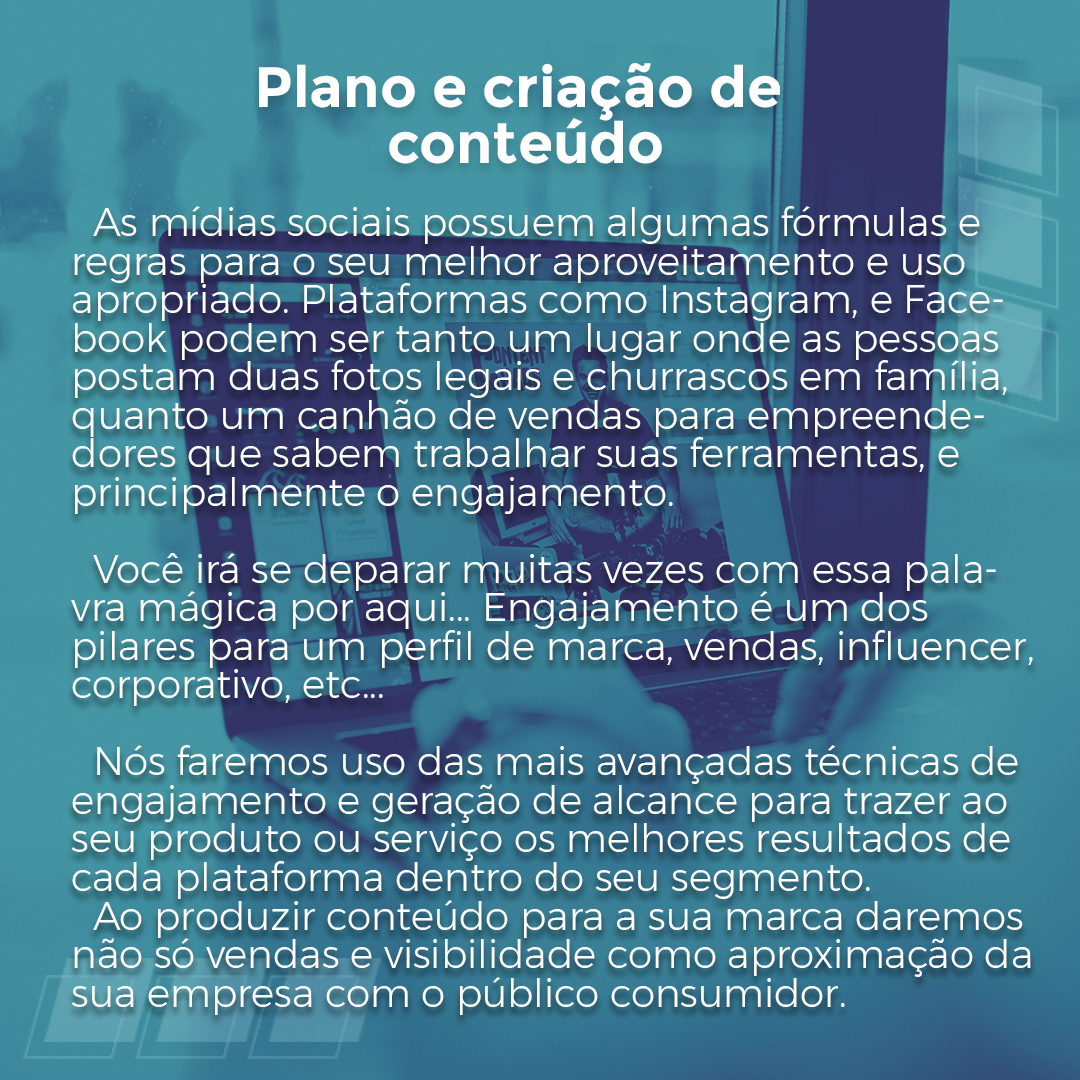 Plano e criação de
conteúdo
As mídias sociais possuem algumas fórmulas e
regras para o seu melhor aproveitamento e uso
apropriado. Plataformas como Instagram, e Face-
book podem ser tanto um lugar onde as pessoas
postam duas fotos legais e churrascos em família,
quanto um canhão de vendas para empreende-
dores que sabem trabalhar suas ferramentas, e
principalmente o engajamento.
Você irá se deparar muitas vezes com essa pala-
vra mágica por aqui... Engajamento é um dos
pilares para um perfil de marca, vendas, influencer,
corporativo, etc...
Nós faremos uso das mais avançadas técnicas de
engajamento e geração de alcance para trazer ao
seu produto ou serviço os melhores resultados de
cada plataforma dentro do seu segmento.
Ao produzir conteúdo para a sua marca daremos
não só vendas e visibilidade como aproximação da
sua empresa com o público consumidor.